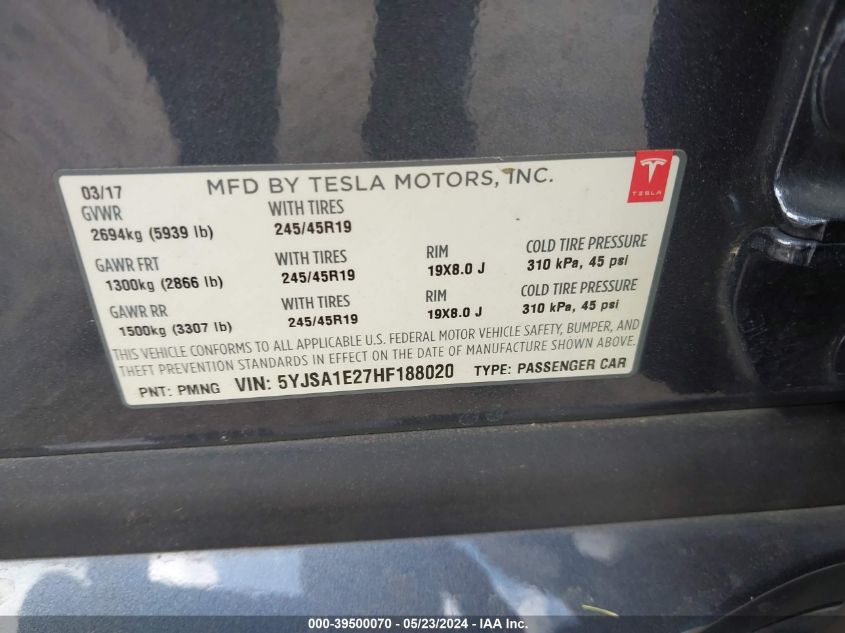 03/17 MFD BY TESLA MOTORS, INC. TESLA
GVWR WITH TIRES
2694kg (5939 lb) 245/45R19
GAWR FRT WITH TIRES RIM COLD TIRE PRESSURE
1300kg (2866 lb) 245/45R19 19X8.0 J 310 kPa, 45 psi
GAWR RR WITH TIRES RIM COLD TIRE PRESSURE
1500kg (3307 lb) 245/45R19 19X8.0 J 310 kPa, 45 psi
THIS VEHICLE CONFORMS TO ALL APPLICABLE U.S. FEDERAL MOTOR VEHICLE SAFETY, BUMPER, AND
THEFT PREVENTION STANDARDS IN EFFECT ON THE DATE OF MANUFACTURE SHOWN ABOVE.
PNT: PMNG VIN: 5YJSA1E27HF188020 TYPE: PASSENGER CAR
000-39500070 - 05/23/2024 - IAA Inc.